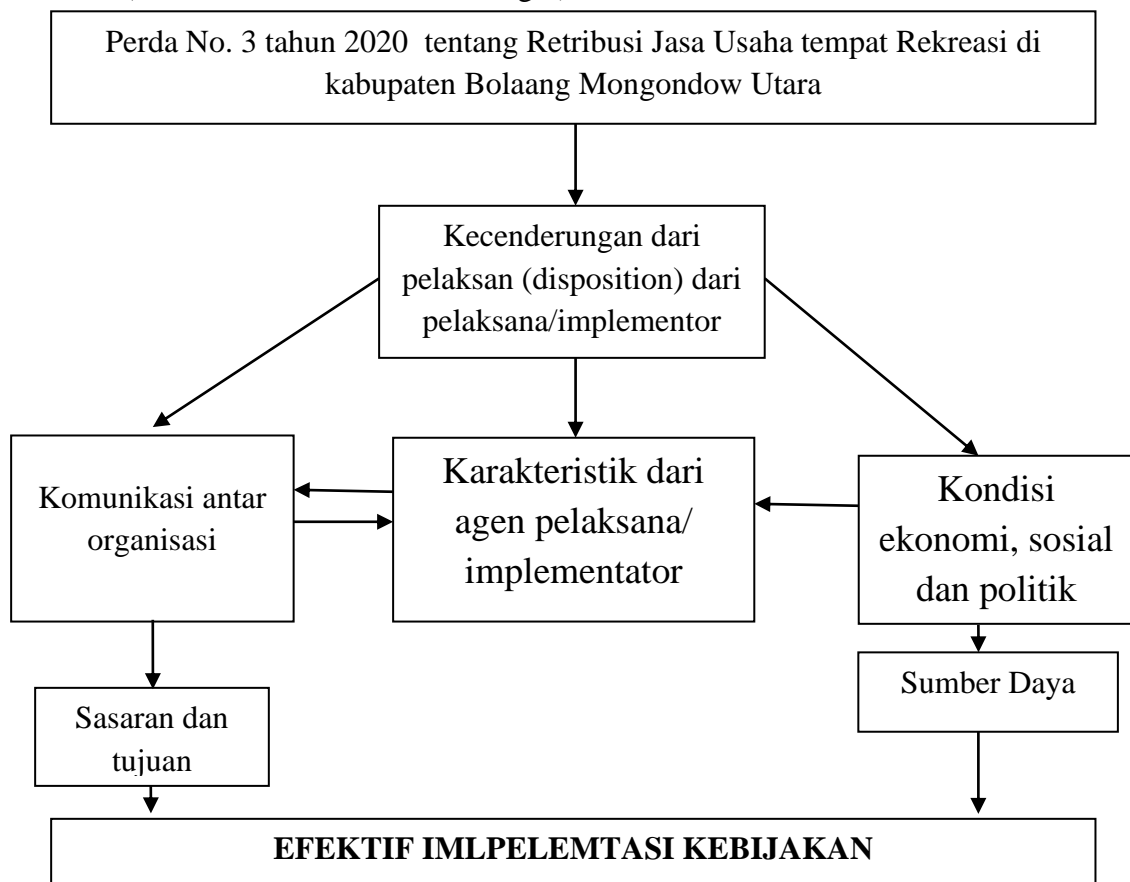 Perda No. 3 tahun 2020 tentang Retribusi Jasa Usaha tempat Rekreasi di
kabupaten Bolaang Mongondow Utara
Kecenderungan dari
pelaksan (disposition) dari
pelaksana/implementor
Komunikasi antar
organisasi
Karakteristik dari
agen pelaksana/
implementator
Kondisi
ekonomi, sosial
dan politik
Sasaran dan
tujuan
Sumber Daya
EFEKTIF IMLPELEMTASI KEBIJAKAN